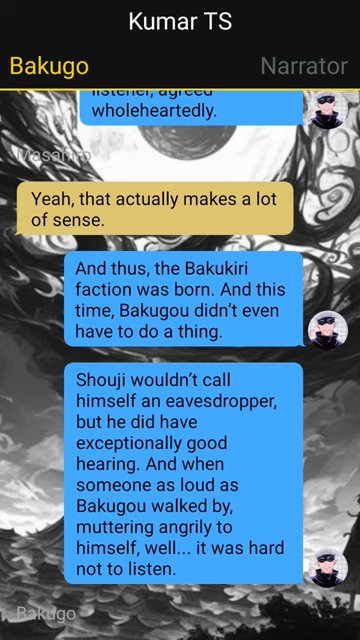 Kumar TS
Bakugo
Narrator
listener, agreed
wholeheartedly.
Masahiro
Yeah, that actually makes a lot
of sense.
And thus, the Bakukiri
faction was born. And this
time, Bakugou didn’t even
have to do a thing.
Shouji wouldn’t call
himself an eavesdropper,
but he did have
exceptionally good
hearing. And when
someone as loud as
Bakugou walked by,
muttering angrily to
himself, well... it was hard
not to listen.
Bakugo